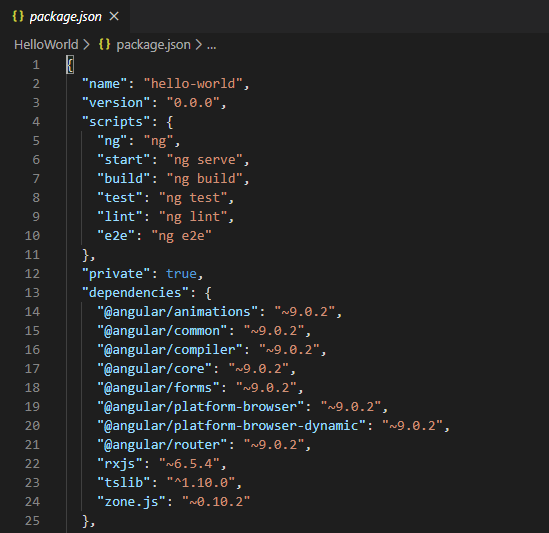 {} package.json ×
HelloWorld > {} package.json > ...
1 {
2 "name": "hello-world",
3 "version": "0.0.0",
4 "scripts": {
5 "ng": "ng",
6 "start": "ng serve",
7 "build": "ng build",
8 "test": "ng test",
9 "lint": "ng lint",
10 "e2e": "ng e2e"
11 },
12 "private": true,
13 "dependencies": {
14 "@angular/animations": "~9.0.2",
15 "@angular/common": "~9.0.2",
16 "@angular/compiler": "~9.0.2",
17 "@angular/core": "~9.0.2",
18 "@angular/forms": "~9.0.2",
19 "@angular/platform-browser": "~9.0.2",
20 "@angular/platform-browser-dynamic": "~9.0.2",
21 "@angular/router": "~9.0.2",
22 "rxjs": "~6.5.4",
23 "tslib": "^1.10.0",
24 "zone.js": "~0.10.2"
25 },